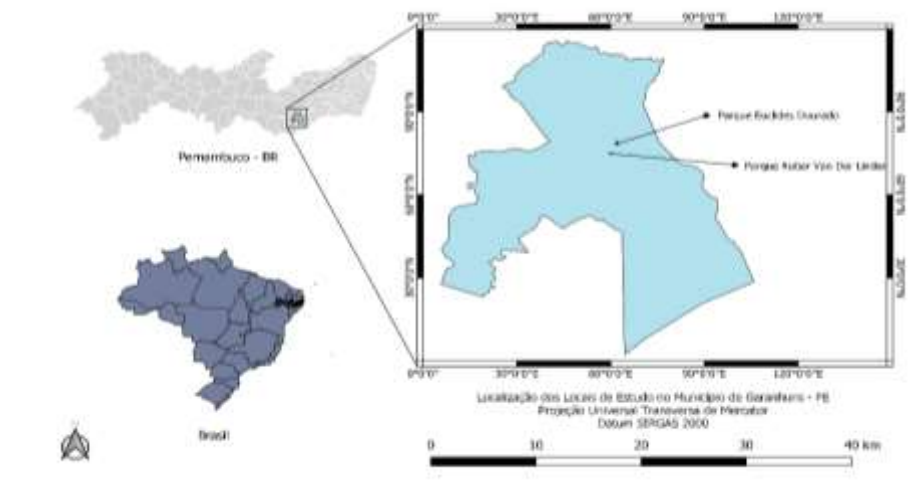 0°0'0" 30°0'0"E 60°0'0"E 90°0'0"E 120°0'0"E
Pernambuco - BR
Parque Euclides Dourado
Parque Ruber Van Der Linden
0°0'0" 30°0'0"E 60°0'0"E 90°0'0"E 120°0'0"E
Localização dos Locais de Estudo no Município de Garanhuns - PE
Projeção Universal Transversa de Mercator
Datum SIRGAS 2000
Brasil
0 10 20 30 40 km